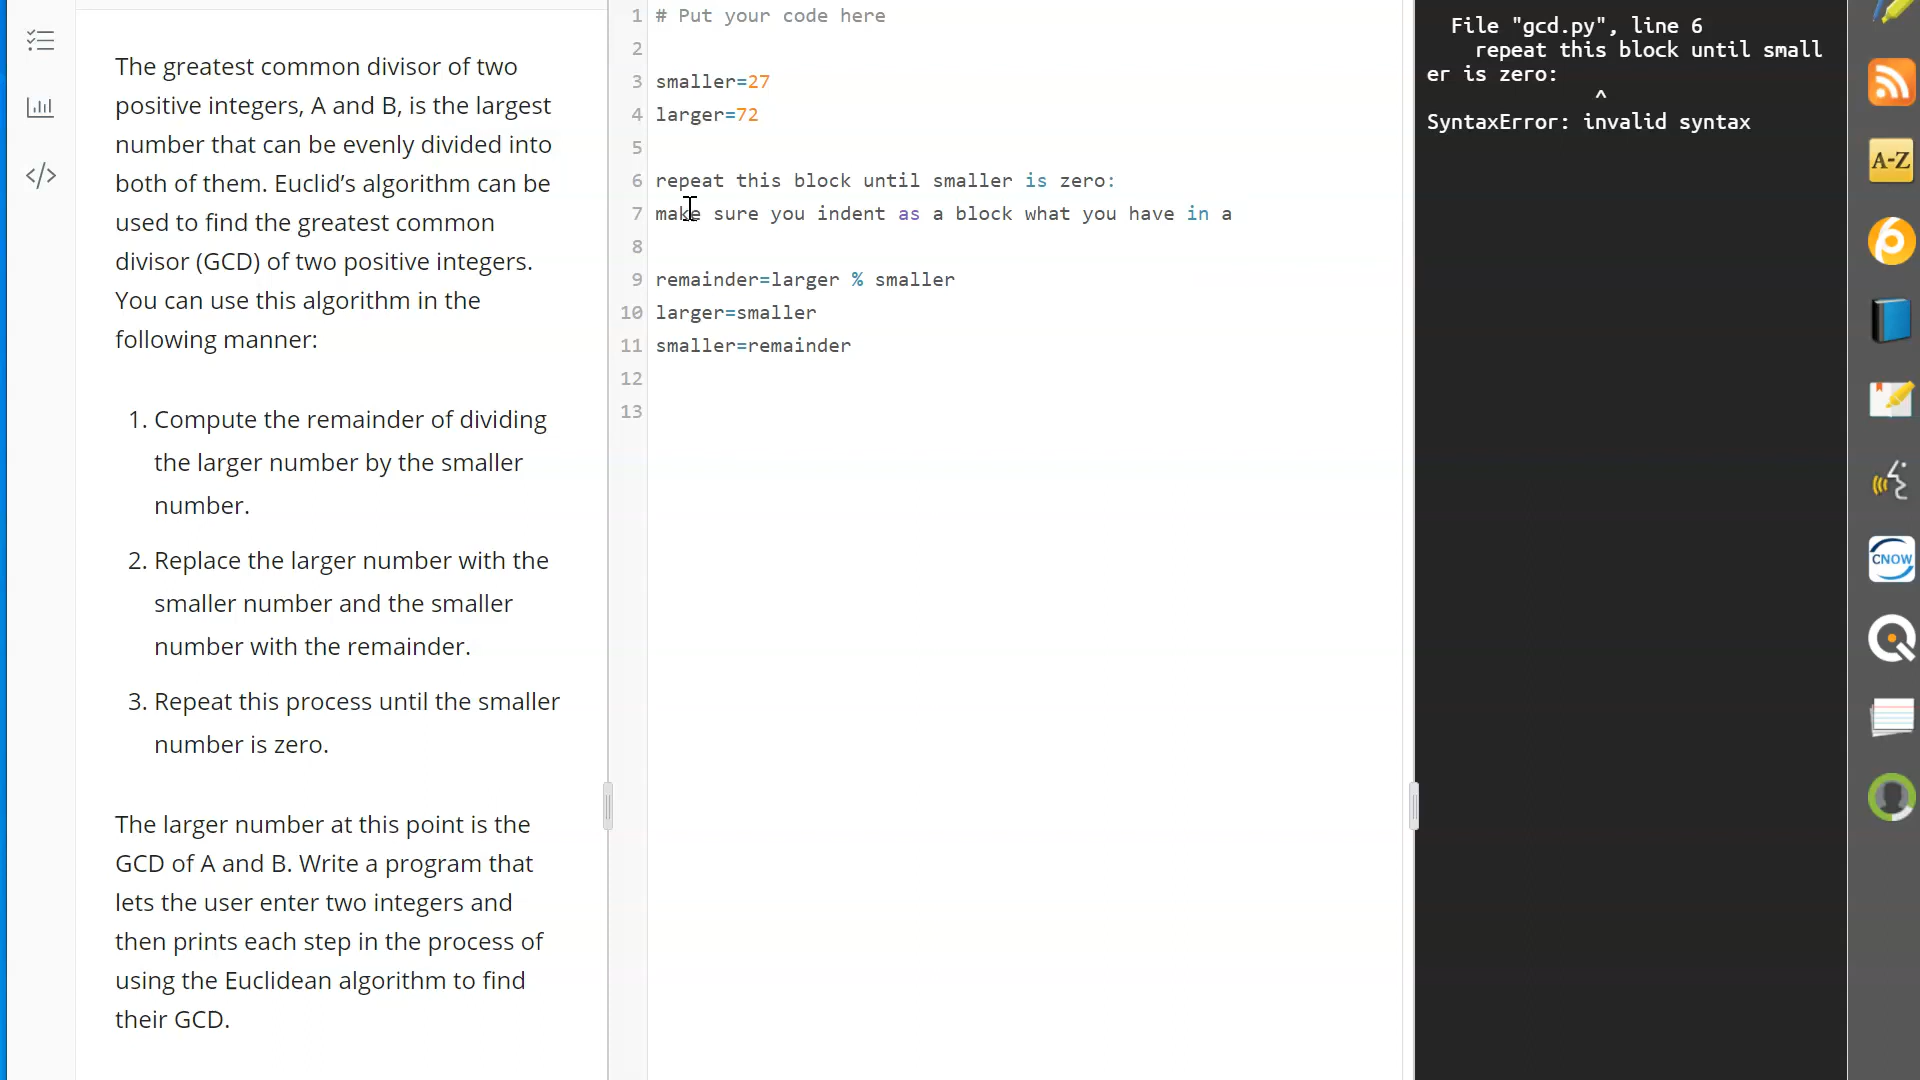 The greatest common divisor of two
positive integers, A and B, is the largest
number that can be evenly divided into
both of them. Euclid’s algorithm can be
used to find the greatest common
divisor (GCD) of two positive integers.
You can use this algorithm in the
following manner:
1. Compute the remainder of dividing
the larger number by the smaller
number.
2. Replace the larger number with the
smaller number and the smaller
number with the remainder.
3. Repeat this process until the smaller
number is zero.
The larger number at this point is the
GCD of A and B. Write a program that
lets the user enter two integers and
then prints each step in the process of
using the Euclidean algorithm to find
their GCD.
1 # Put your code here
2
3 smaller=27
4 larger=72
5
6 repeat this block until smaller is zero:
7 make sure you indent as a block what you have in a
8
9 remainder=larger % smaller
10 larger=smaller
11 smaller=remainder
12
13
File "gcd.py", line 6
repeat this block until small
er is zero:
^
SyntaxError: invalid syntax
A-Z
CNOW